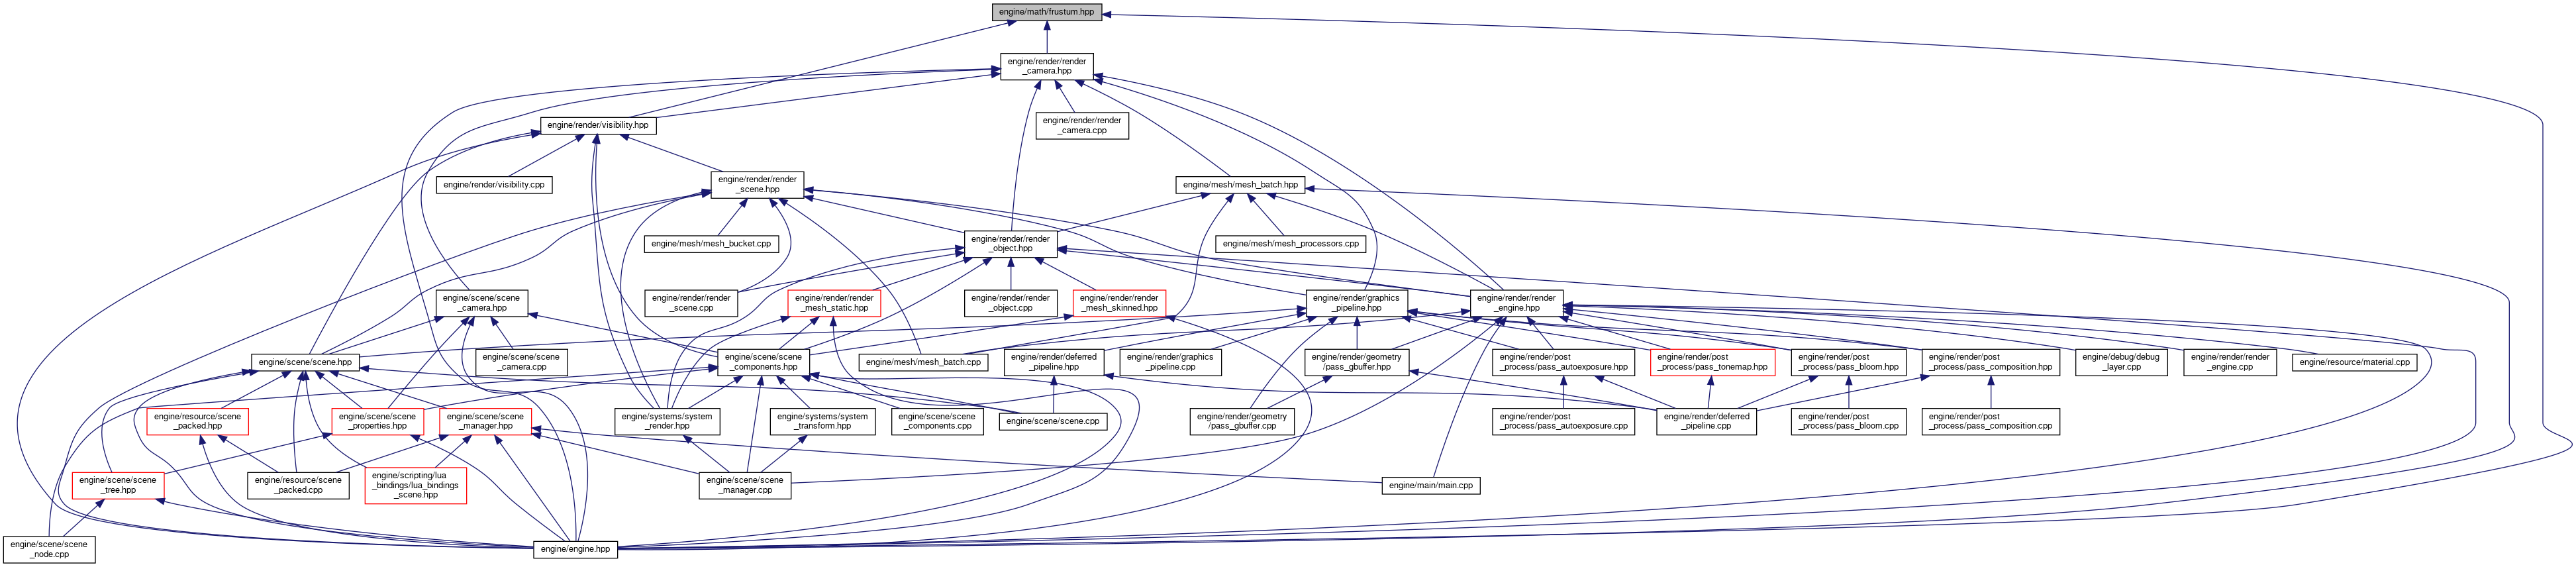 engine/math/frustum.hpp
engine/render/render
_camera.hpp
engine/render/visibility.hpp
engine/render/render
_camera.cpp
engine/render/visibility.cpp
engine/render/render
_scene.hpp
engine/mesh/mesh_batch.hpp
engine/mesh/mesh_bucket.cpp
engine/render/render
_object.hpp
engine/mesh/mesh_processors.cpp
engine/scene/scene
_camera.hpp
engine/render/render
_scene.cpp
engine/render/render
_mesh_static.hpp
engine/render/render
_object.cpp
engine/render/render
_mesh_skinned.hpp
engine/render/graphics
_pipeline.hpp
engine/render/render
_engine.hpp
engine/scene/scene.hpp
engine/scene/scene
_camera.cpp
engine/scene/scene
_components.hpp
engine/mesh/mesh_batch.cpp
engine/render/deferred
_pipeline.hpp
engine/render/graphics
_pipeline.cpp
engine/render/geometry
/pass_gbuffer.hpp
engine/render/post
_process/pass_autoexposure.hpp
engine/render/post
_process/pass_tonemap.hpp
engine/render/post
_process/pass_bloom.hpp
engine/render/post
_process/pass_composition.hpp
engine/debug/debug
_layer.cpp
engine/render/render
_engine.cpp
engine/resource/material.cpp
engine/resource/scene
_packed.hpp
engine/scene/scene
_properties.hpp
engine/scene/scene
_manager.hpp
engine/systems/system
_render.hpp
engine/systems/system
_transform.hpp
engine/scene/scene
_components.cpp
engine/scene/scene.cpp
engine/render/geometry
/pass_gbuffer.cpp
engine/render/post
_process/pass_autoexposure.cpp
engine/render/deferred
_pipeline.cpp
engine/render/post
_process/pass_bloom.cpp
engine/render/post
_process/pass_composition.cpp
engine/scene/scene
_tree.hpp
engine/resource/scene
_packed.cpp
engine/scripting/lua
_bindings/lua_bindings
_scene.hpp
engine/scene/scene
_manager.cpp
engine/main/main.cpp
engine/scene/scene
_node.cpp
engine/engine.hpp